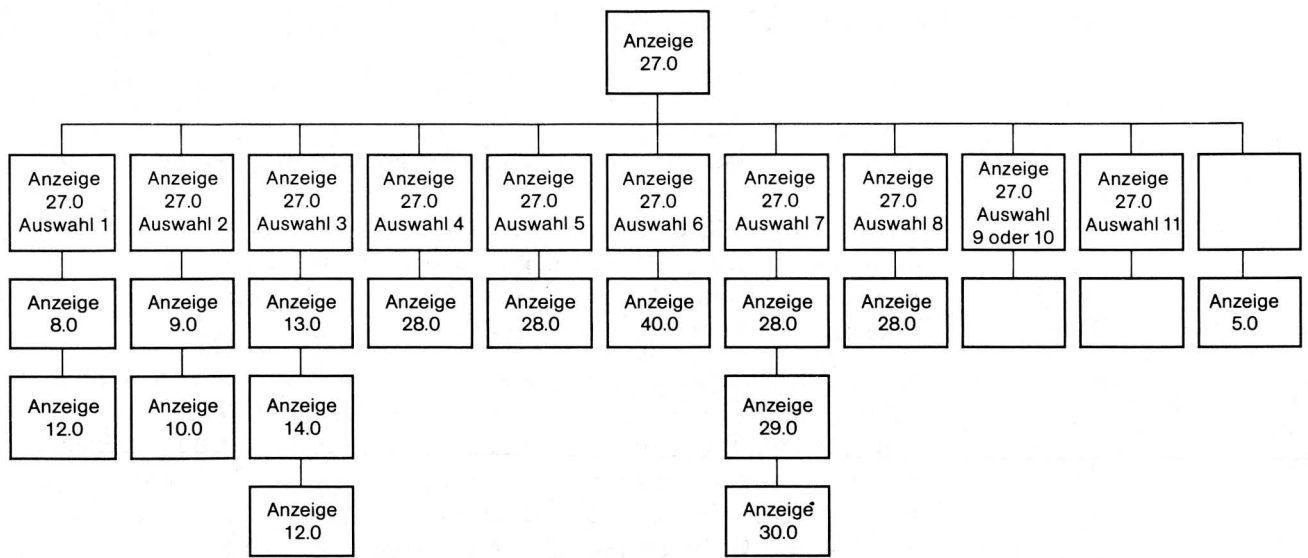 Anzeige
27.0
Anzeige
27.0
Auswahl 1
Anzeige
27.0
Auswahl 2
Anzeige
27.0
Auswahl 3
Anzeige
27.0
Auswahl 4
Anzeige
27.0
Auswahl 5
Anzeige
27.0
Auswahl 6
Anzeige
27.0
Auswahl 7
Anzeige
27.0
Auswahl 8
Anzeige
27.0
Auswahl
9 oder 10
Anzeige
27.0
Auswahl 11
Anzeige
8.0
Anzeige
9.0
Anzeige
13.0
Anzeige
28.0
Anzeige
28.0
Anzeige
40.0
Anzeige
28.0
Anzeige
28.0
Anzeige
5.0
Anzeige
12.0
Anzeige
10.0
Anzeige
14.0
Anzeige
29.0
Anzeige
12.0
Anzeige
30.0